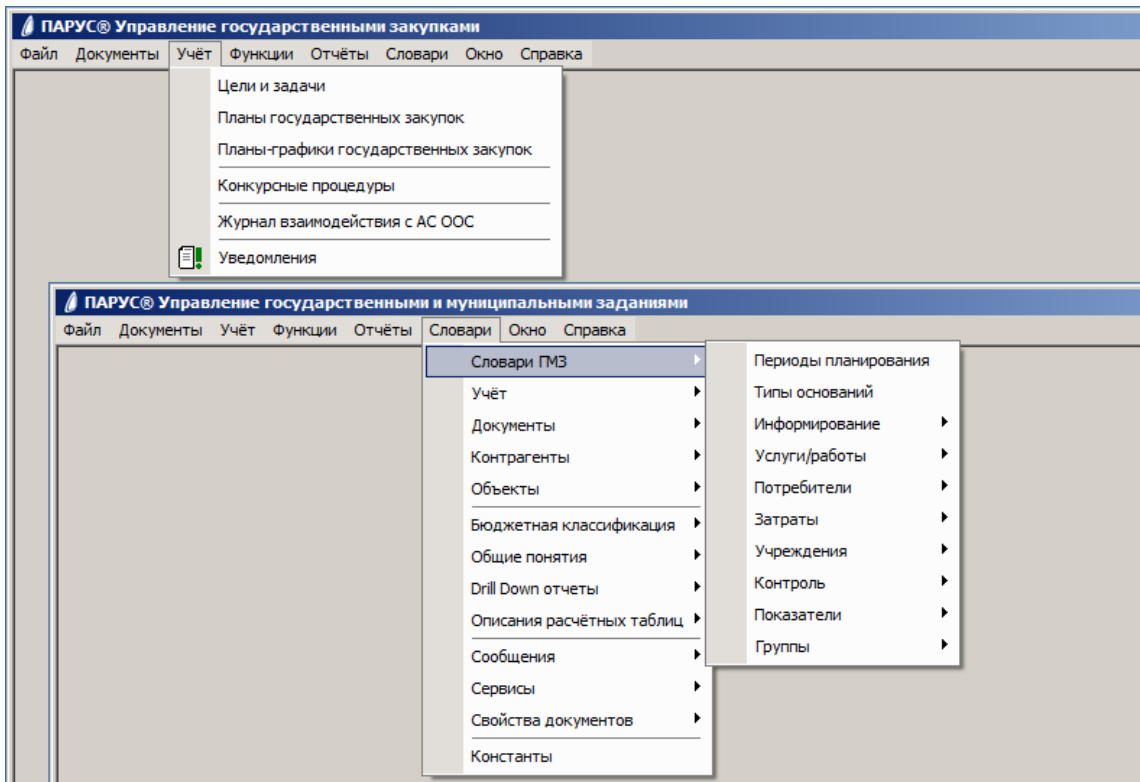 ПАРУС® Управление государственными закупками
Файл Документы Учёт Функции Отчёты Словари Окно Справка
Цели и задачи
Планы государственных закупок
Планы-графики государственных закупок
Конкурсные процедуры
Журнал взаимодействия с АС ООС
Уведомления
ПАРУС® Управление государственными и муниципальными заданиями
Файл Документы Учёт Функции Отчёты Словари Окно Справка
Словари ГМЗ
Учёт
Документы
Контрагенты
Объекты
Бюджетная классификация
Общие понятия
Drill Down отчеты
Описания расчётных таблиц
Сообщения
Сервисы
Свойства документов
Константы
Периоды планирования
Типы оснований
Информирование
Услуги/работы
Потребители
Затраты
Учреждения
Контроль
Показатели
Группы